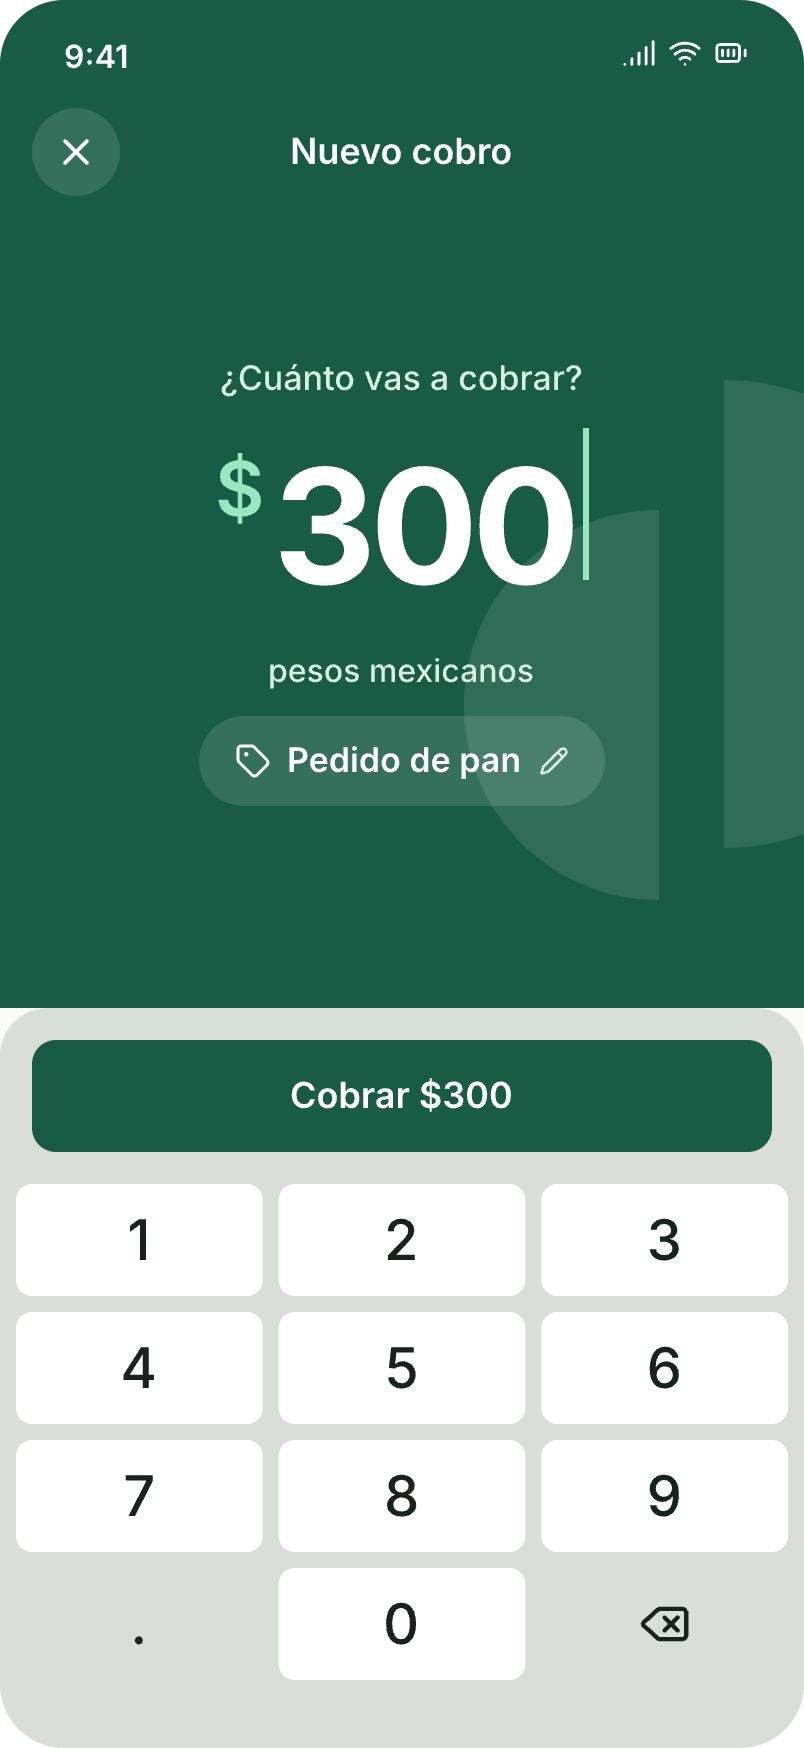 9:41
Nuevo cobro
¿Cuánto vas a cobrar?
$300
pesos mexicanos
Pedido de pan
Cobrar $300
1 2 3
4 5 6
7 8 9
. 0